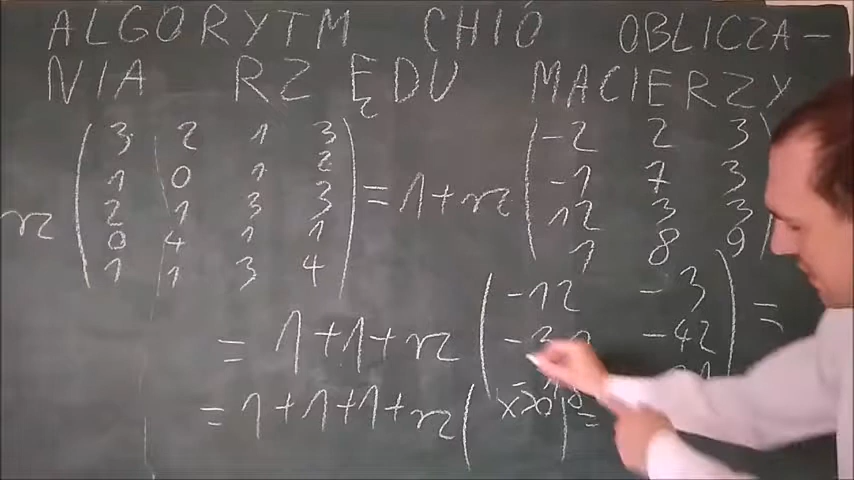 ALGORYTM CHIÓ OBLICZA-
NIA RZĘDU MACIERZY
rz ( 3 2 1 3 ) = 1 + rz ( -2 2 3 )
1 0 1 2 -1 7 3
2 1 3 3 12 3 3
0 4 1 1 1 8 9
1 1 3 4
= 1 + 1 + rz ( -12 -3 ) =
-42
= 1 + 1 + 1 + rz ( ) =